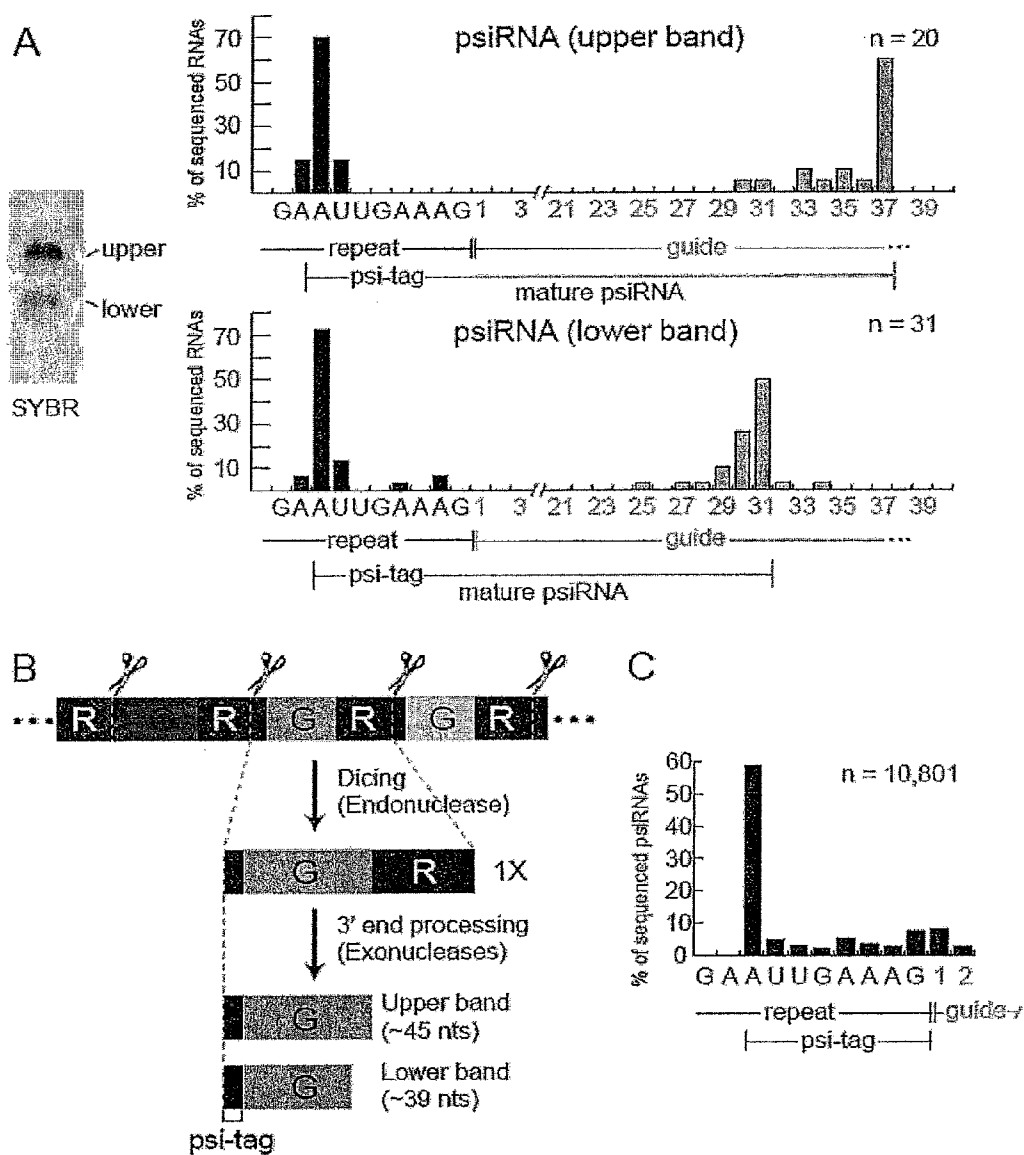 A
psiRNA (upper band)
n = 20
% of sequenced RNAs
70
50
30
10
GAAUUGAAAG 1 3 21 23 25 27 29 31 33 35 37 39
repeat guide ...
psi-tag
mature psiRNA
upper
lower
SYBR
psiRNA (lower band)
n = 31
% of sequenced RNAs
70
50
30
10
GAAUUGAAAG 1 3 21 23 25 27 29 31 33 35 37 39
repeat guide ...
psi-tag
mature psiRNA
B
... R R G R G R ...
Dicing
(Endonuclease)
G R 1X
3' end processing
(Exonucleases)
G Upper band
(~45 nts)
G Lower band
(~39 nts)
psi-tag
C
n = 10,801
% of sequenced psiRNAs
60
50
40
30
20
10
0
G A A U U G A A A G 1 2
repeat guide
psi-tag